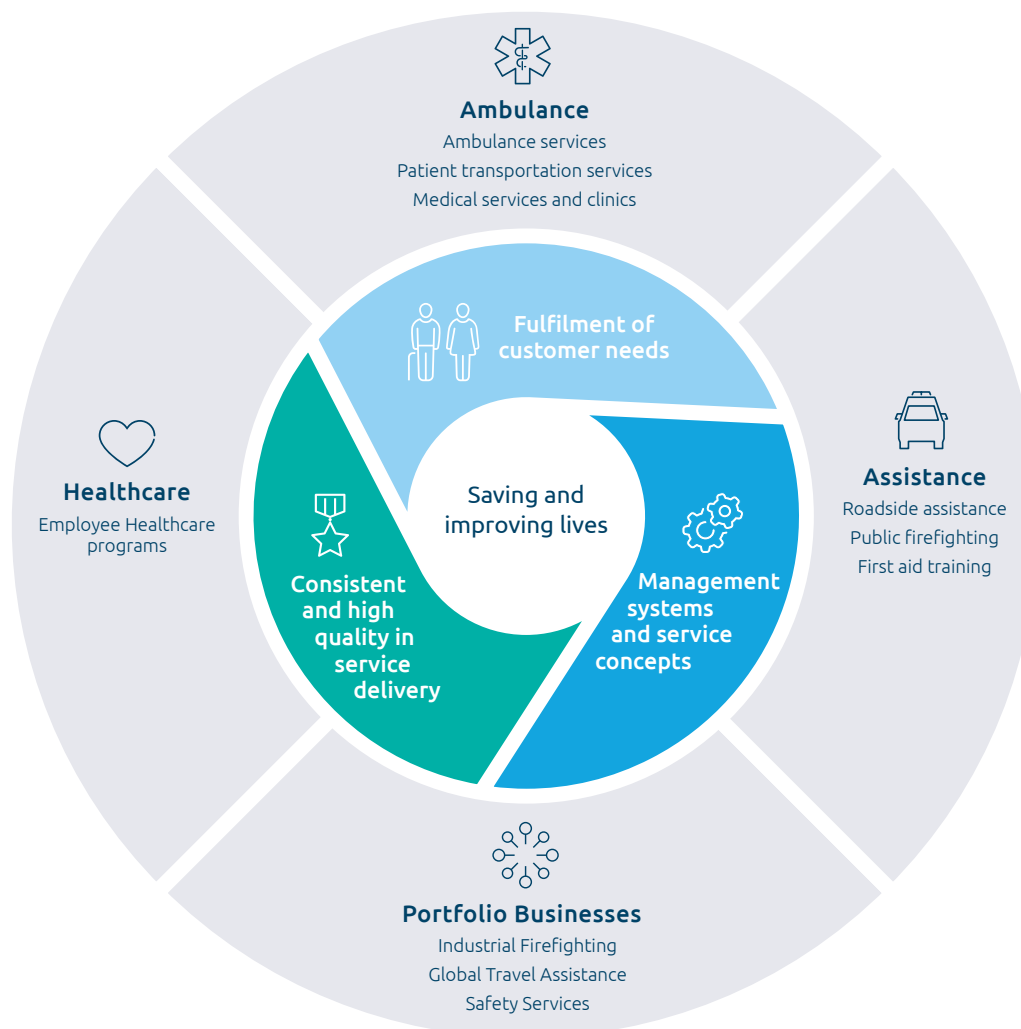 Ambulance
Ambulance services
Patient transportation services
Medical services and clinics
Fulfilment of
customer needs
Healthcare
Employee Healthcare
programs
Saving and
improving lives
Assistance
Roadside assistance
Public firefighting
First aid training
Consistent
and high
quality in
service
delivery
Management
systems
and service
concepts
Portfolio Businesses
Industrial Firefighting
Global Travel Assistance
Safety Services